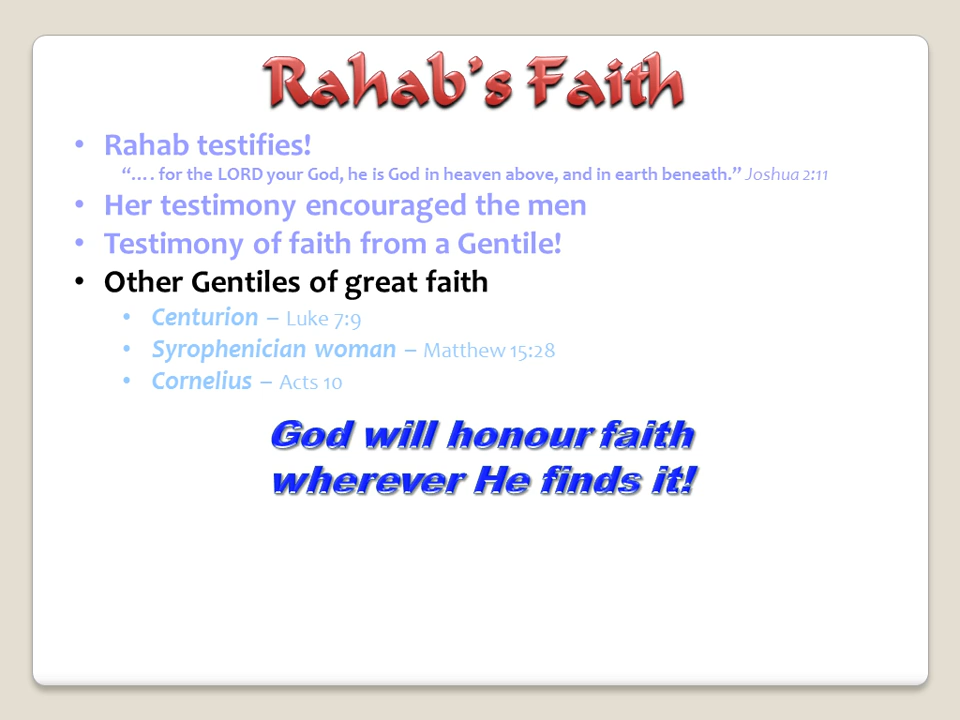 Rahab's Faith
• Rahab testifies!
“…. for the LORD your God, he is God in heaven above, and in earth beneath.” Joshua 2:11
• Her testimony encouraged the men
• Testimony of faith from a Gentile!
• Other Gentiles of great faith
• Centurion – Luke 7:9
• Syrophenician woman – Matthew 15:28
• Cornelius – Acts 10
God will honour faith
wherever He finds it!